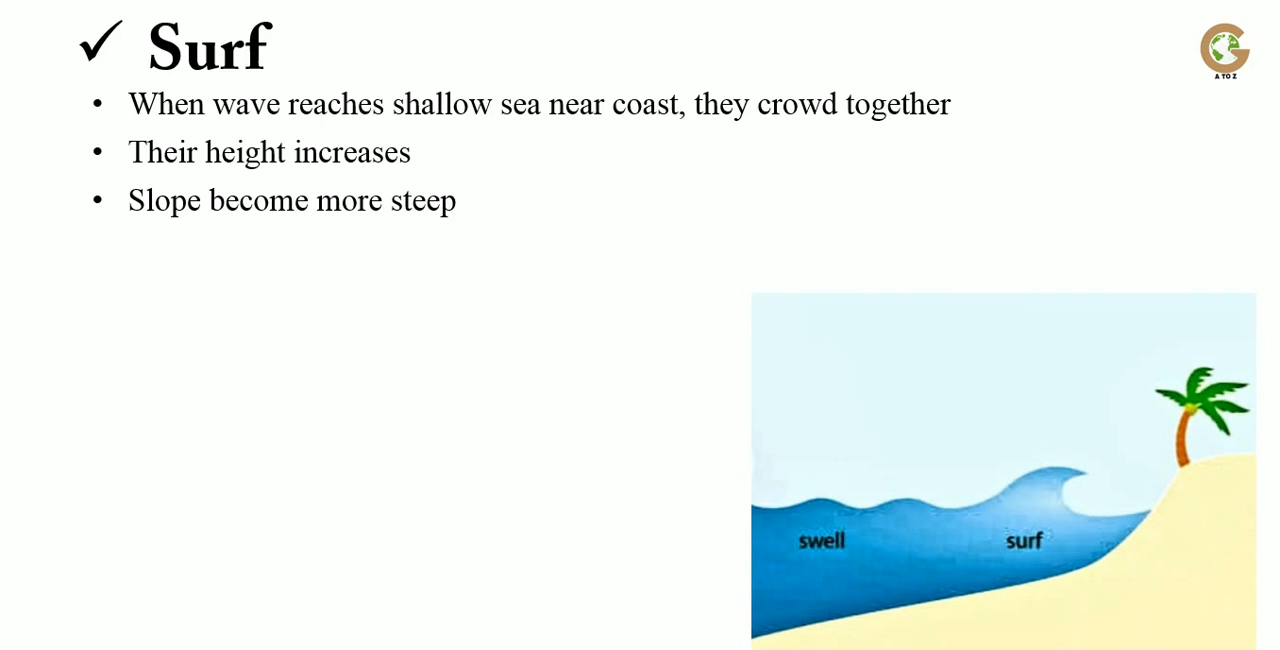 ✓ Surf
A TO Z
• When wave reaches shallow sea near coast, they crowd together
• Their height increases
• Slope become more steep
swell surf